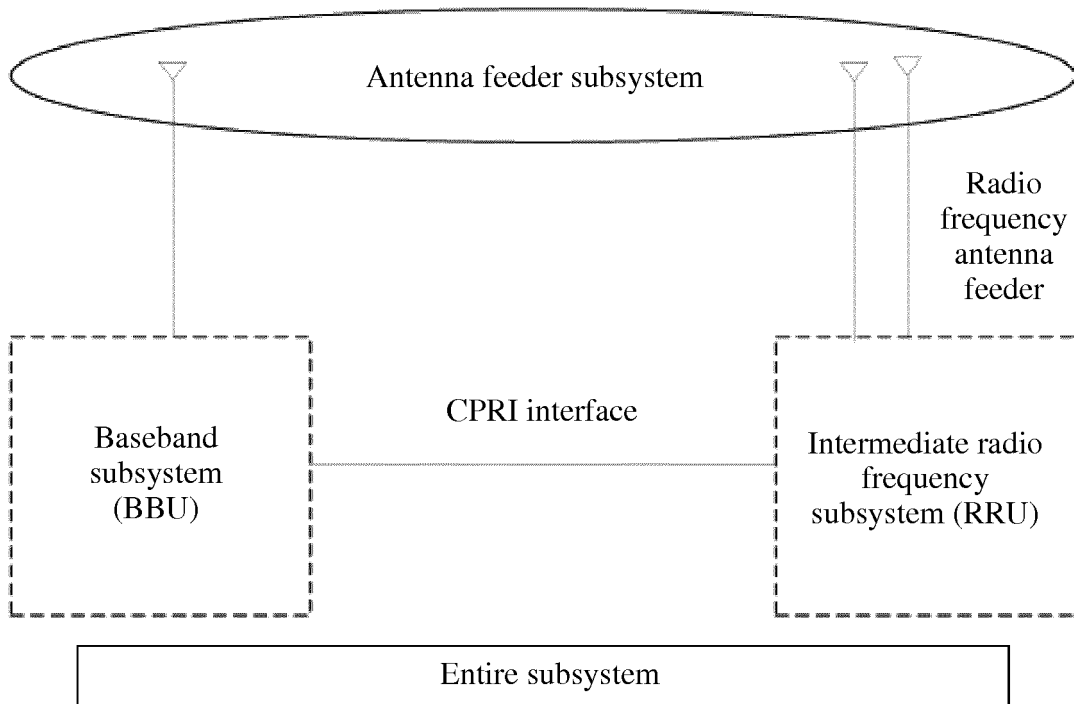 Antenna feeder subsystem
Radio
frequency
antenna
feeder
CPRI interface
Baseband
subsystem
(BBU)
Intermediate radio
frequency
subsystem (RRU)
Entire subsystem